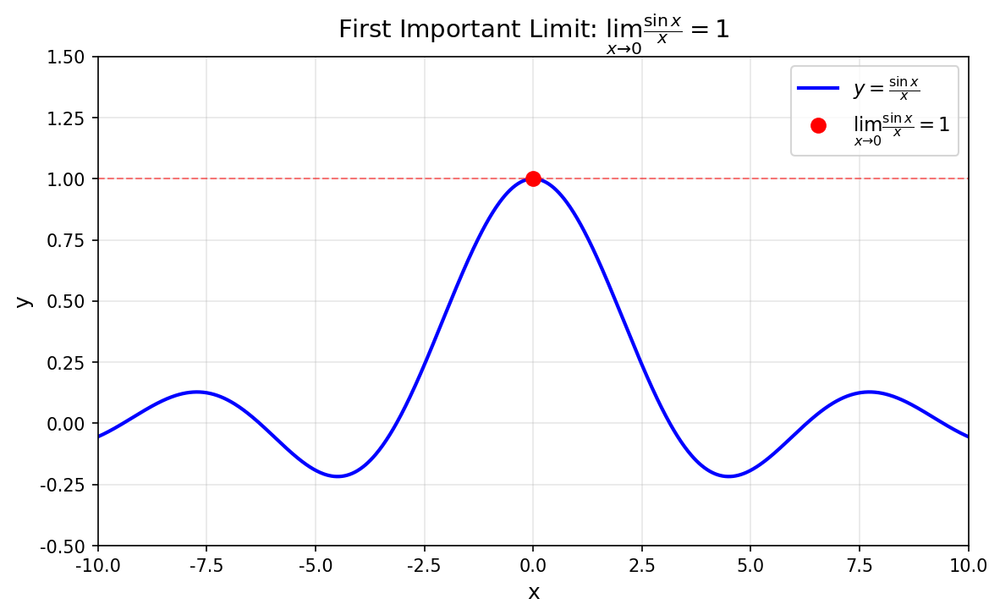 First Important Limit: lim x→0 sin x / x = 1
y = sin x / x
lim x→0 sin x / x = 1
1.50
1.25
1.00
0.75
0.50
0.25
0.00
-0.25
-0.50
y
-10.0 -7.5 -5.0 -2.5 0.0 2.5 5.0 7.5 10.0
x